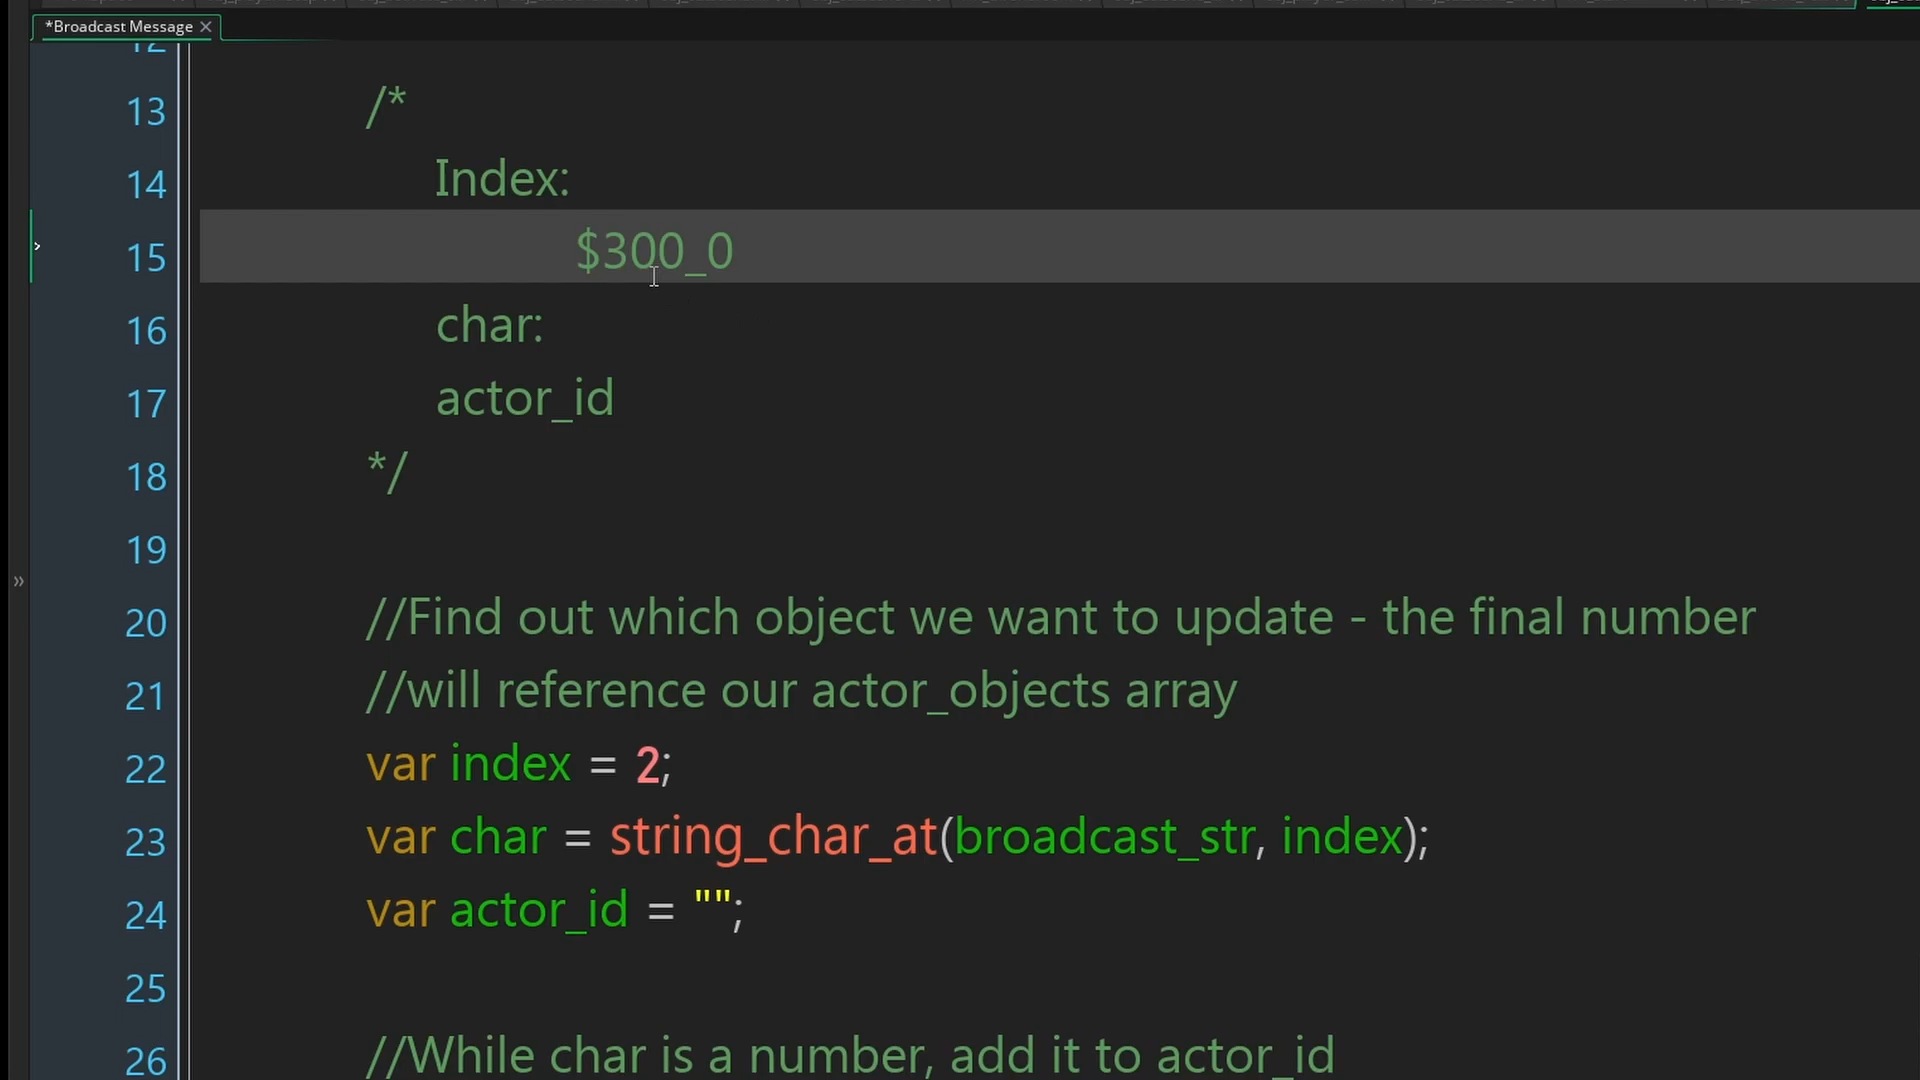 *Broadcast Message ×
12
13 /*
14 Index:
15 $300_0
16 char:
17 actor_id
18 */
19
20 //Find out which object we want to update - the final number
21 //will reference our actor_objects array
22 var index = 2;
23 var char = string_char_at(broadcast_str, index);
24 var actor_id = "";
25
26 //While char is a number, add it to actor_id